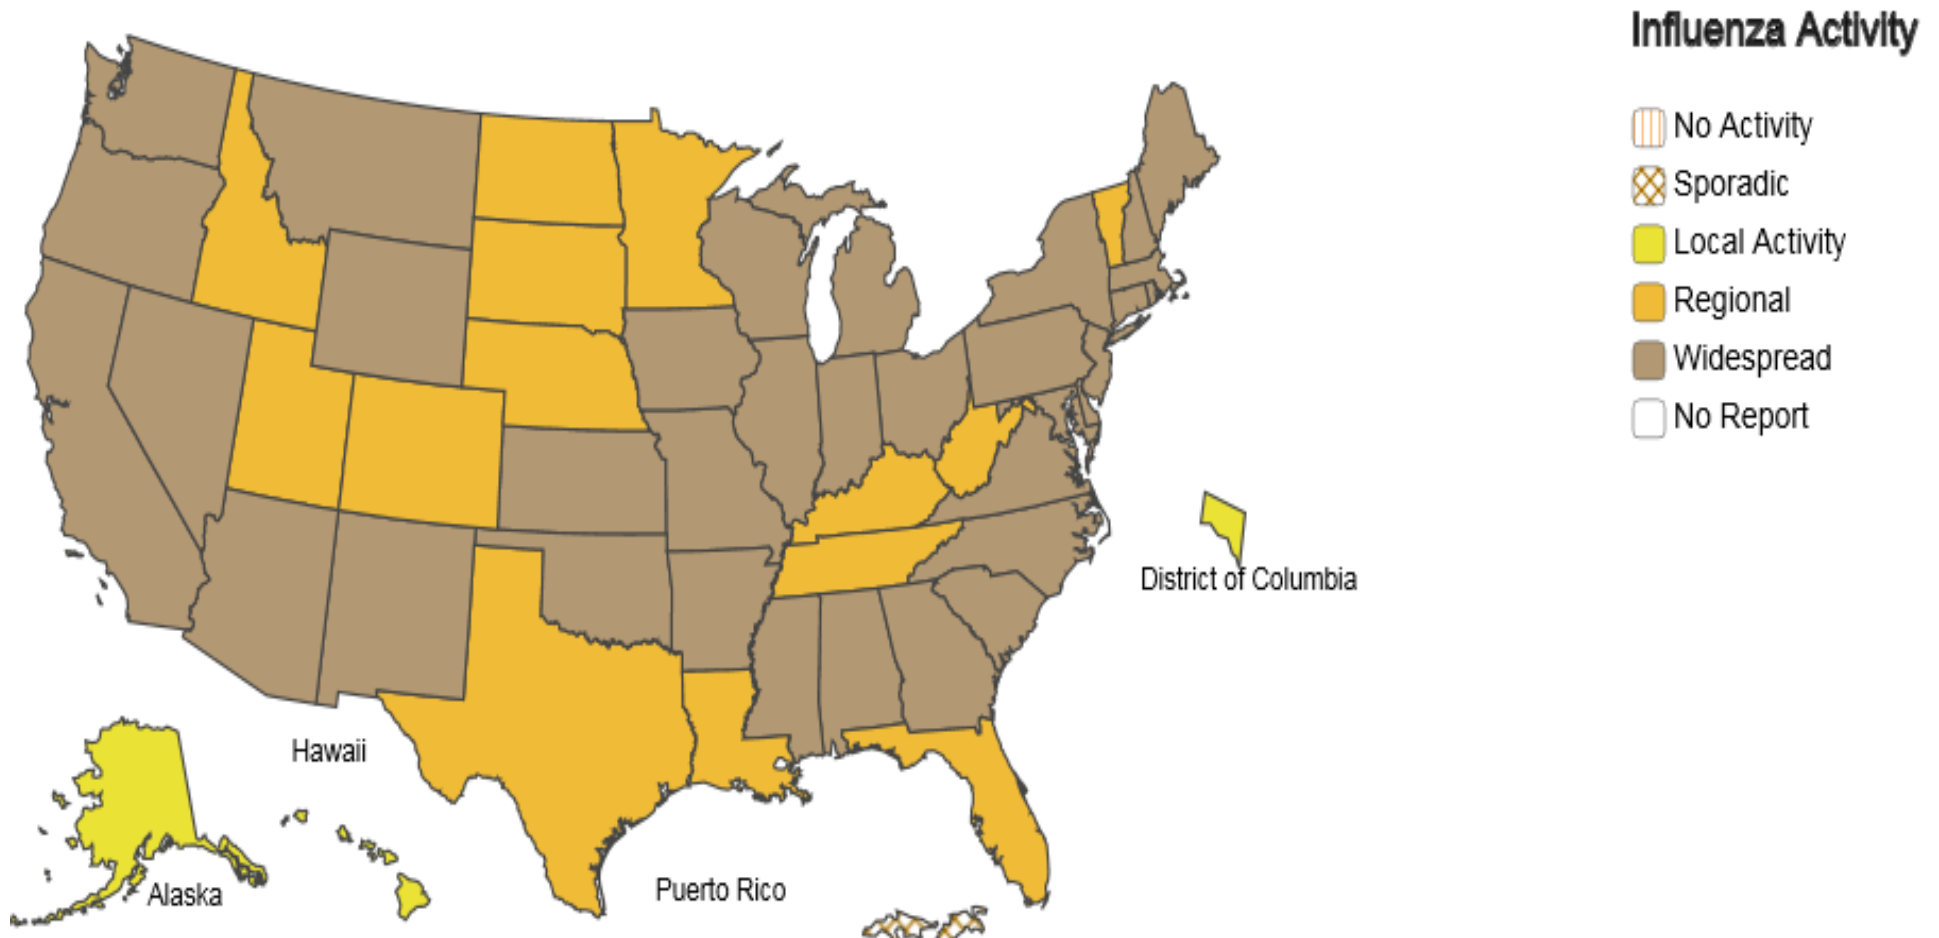 Influenza Activity
No Activity
Sporadic
Local Activity
Regional
Widespread
No Report
District of Columbia
Hawaii
Alaska
Puerto Rico